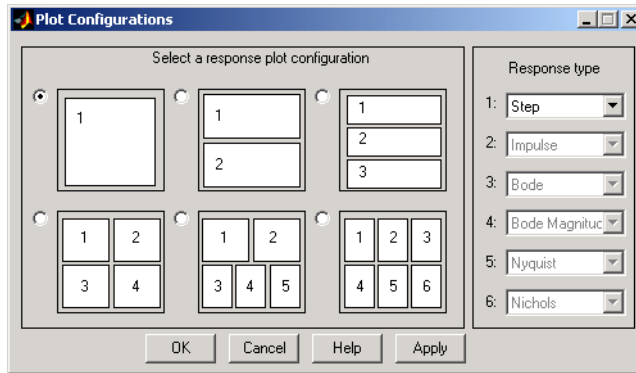 Plot Configurations
Select a response plot configuration
1
1
2
1
2
3
1 2
3 4
1 2
3 4 5
1 2 3
4 5 6
Response type
1: Step
2: Impulse
3: Bode
4: Bode Magnituc
5: Nyquist
6: Nichols
OK Cancel Help Apply